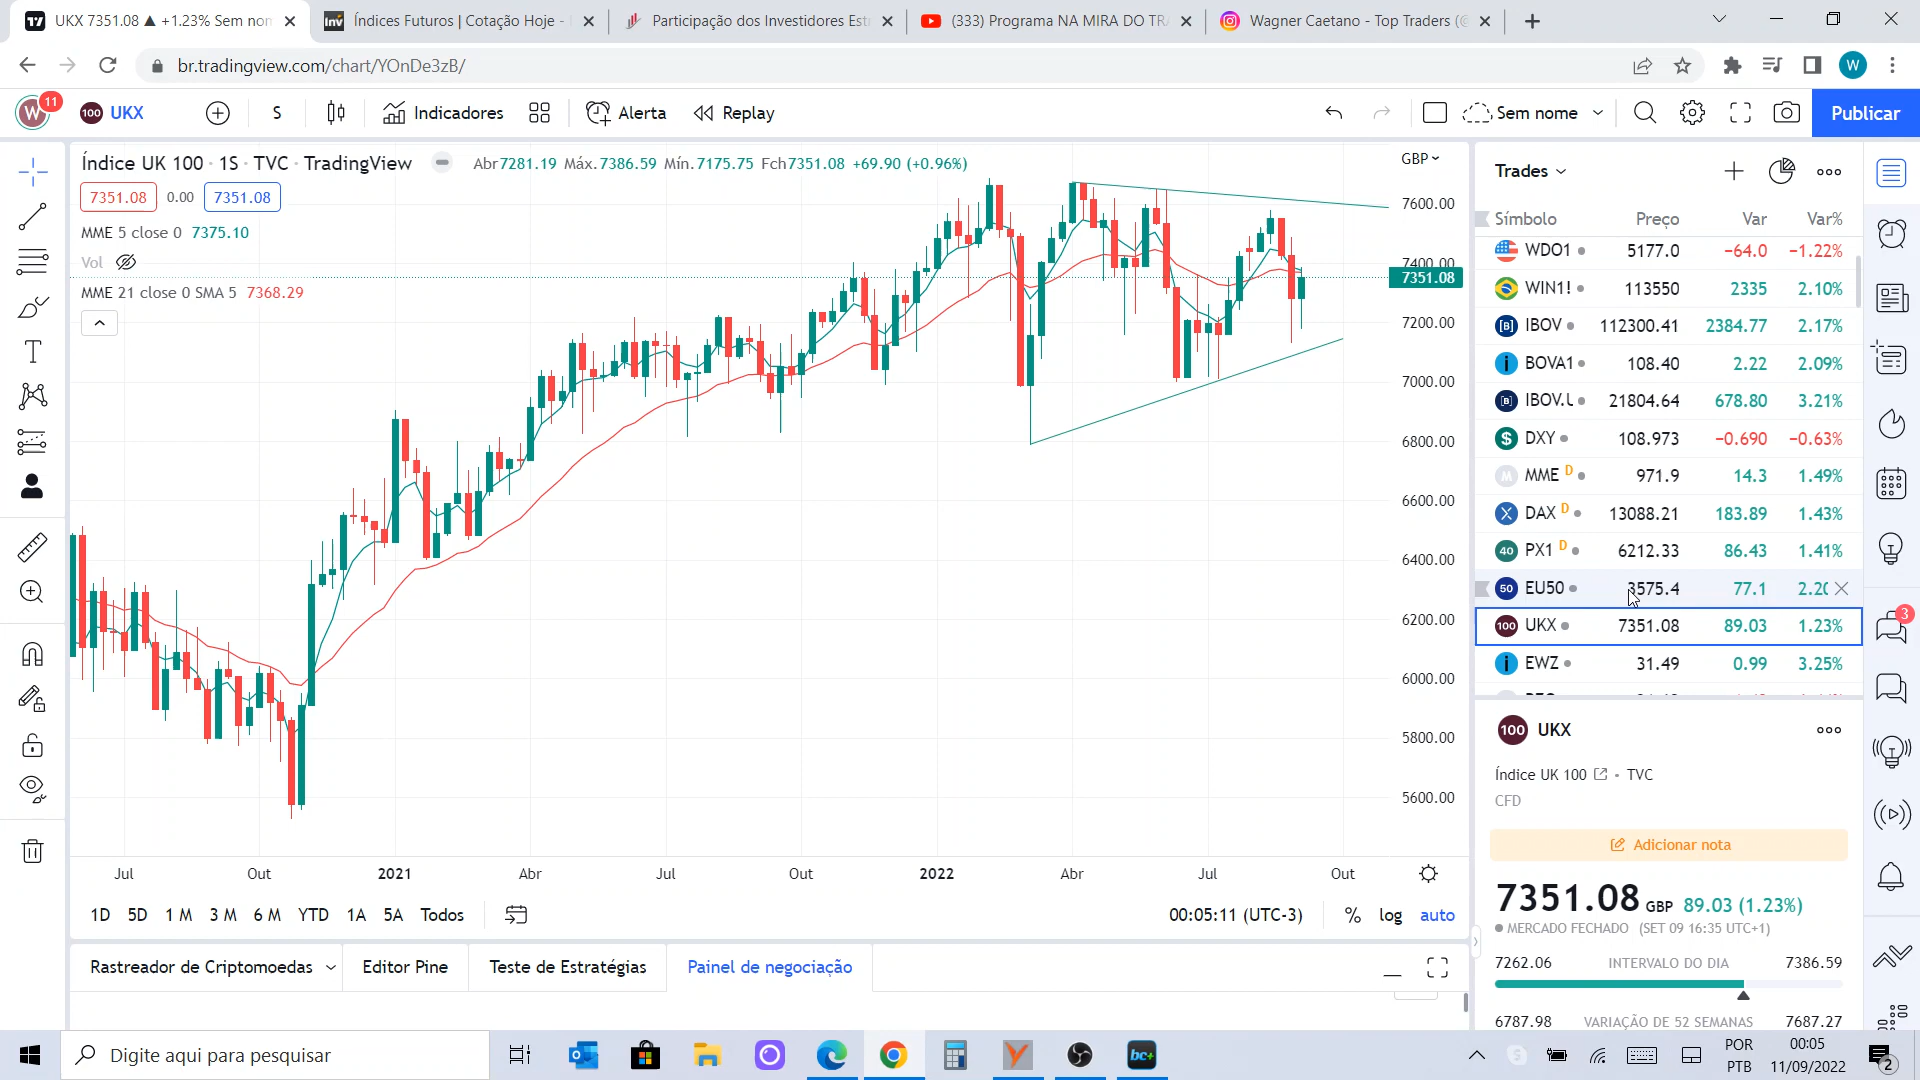 UKX 7351.08 ▲ +1.23% Sem non
Índices Futuros | Cotação Hoje -
Participação dos Investidores Est
(333) Programa NA MIRA DO TR
Wagner Caetano - Top Traders (@
br.tradingview.com/chart/YOnDe3zB/
W
W
11
100
UKX
S
Indicadores
Alerta
Replay
Sem nome
Publicar
Índice UK 100 · 1S · TVC · TradingView
Abr7281.19 Máx.7386.59 Mín.7175.75 Fch7351.08 +69.90 (+0.96%)
GBP
7351.08
0.00
7351.08
MME 5 close 0 7375.10
Vol
MME 21 close 0 SMA 5 7368.29
7600.00
7400.00
7351.08
7200.00
7000.00
6800.00
6600.00
6400.00
6200.00
6000.00
5800.00
5600.00
Jul
Out
2021
Abr
Jul
Out
2022
Abr
Jul
Out
1D 5D 1M 3M 6M YTD 1A 5A Todos
00:05:11 (UTC-3)
%
log
auto
Rastreador de Criptomoedas
Editor Pine
Teste de Estratégias
Painel de negociação
Trades
Símbolo Preço Var Var%
WDO1 5177.0 −64.0 −1.22%
WIN1! 113550 2335 2.10%
IBOV 112300.41 2384.77 2.17%
BOVA1 108.40 2.22 2.09%
IBOV.L 21804.64 678.80 3.21%
DXY 108.973 −0.690 −0.63%
MME D 971.9 14.3 1.49%
DAX D 13088.21 183.89 1.43%
40 PX1 D 6212.33 86.43 1.41%
50 EU50 3575.4 77.1 2.20
100 UKX 7351.08 89.03 1.23%
EWZ 31.49 0.99 3.25%
100 UKX
Índice UK 100 • TVC
CFD
Adicionar nota
7351.08 GBP 89.03 (1.23%)
MERCADO FECHADO (SET 09 16:35 UTC+1)
7262.06 INTERVALO DO DIA 7386.59
6787.98 VARIAÇÃO DE 52 SEMANAS 7687.27
3
Digite aqui para pesquisar
bc+
POR
PTB
00:05
11/09/2022
2